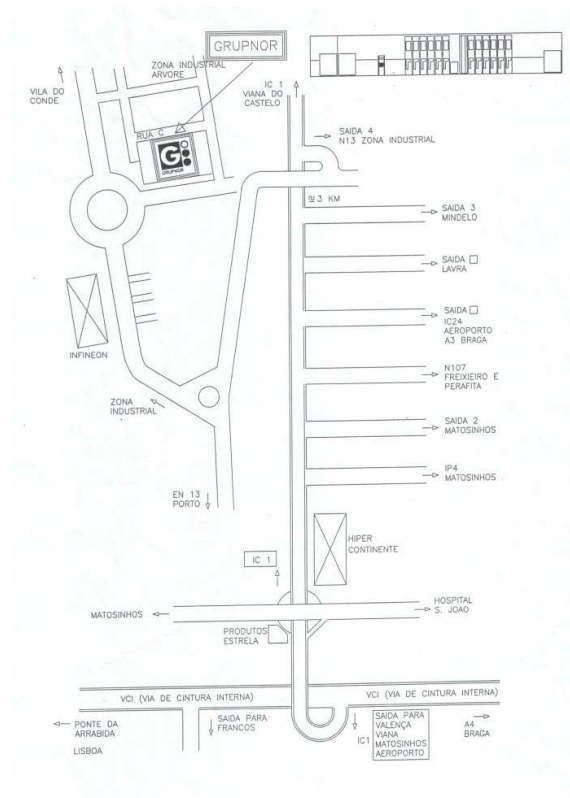 GRUPNOR
ZONA INDUSTRIAL
ARVORE
VILA DO
CONDE
IC 1
VIANA DO
CASTELO
RUA C
G
GRUPNOR
SAIDA 4
N13 ZONA INDUSTRIAL
3 KM
SAIDA 3
MINDELO
SAIDA
LAVRA
SAIDA
IC24
AEROPORTO
A3 BRAGA
INFINEON
N107
FREIXIEIRO E
PERAFITA
ZONA
INDUSTRIAL
SAIDA 2
MATOSINHOS
IP4
MATOSINHOS
EN 13
PORTO
HIPER
CONTINENTE
IC 1
HOSPITAL
S. JOAO
MATOSINHOS
PRODUTOS
ESTRELA
VCI (VIA DE CINTURA INTERNA)
VCI (VIA DE CINTURA INTERNA)
PONTE DA
ARRABIDA
LISBOA
SAIDA PARA
FRANCOS
IC1
SAIDA PARA
VALENÇA
VIANA
MATOSINHOS
AEROPORTO
A4
BRAGA